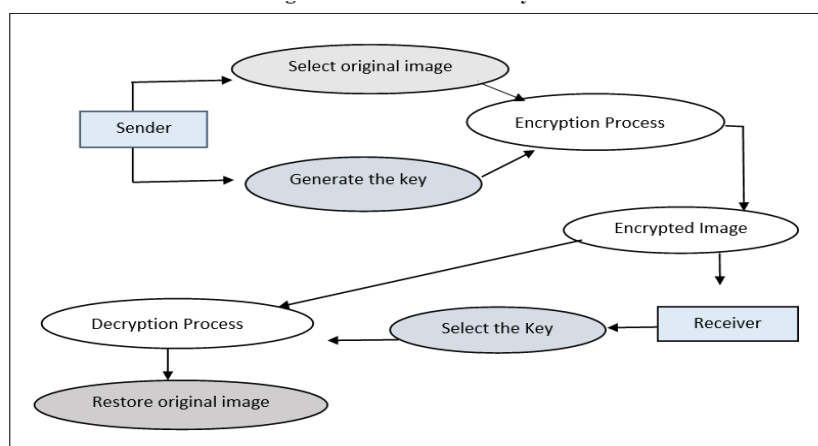 Select original image
Sender
Encryption Process
Generate the key
Encrypted Image
Receiver
Select the Key
Decryption Process
Restore original image